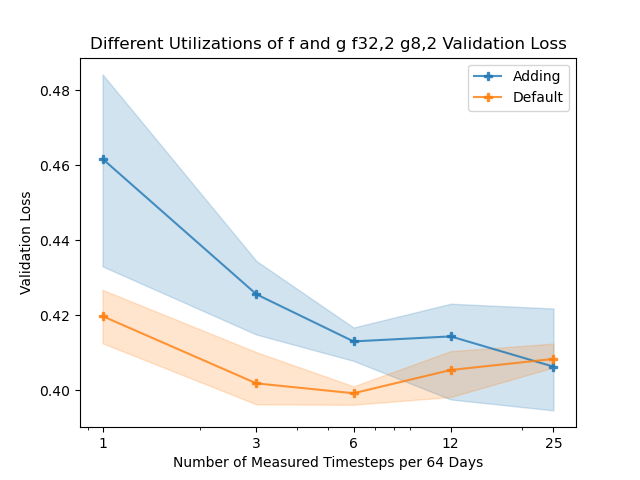 Different Utilizations of f and g f32,2 g8,2 Validation Loss
Adding
Default
Validation Loss
0.48
0.46
0.44
0.42
0.40
1
3
6
12
25
Number of Measured Timesteps per 64 Days